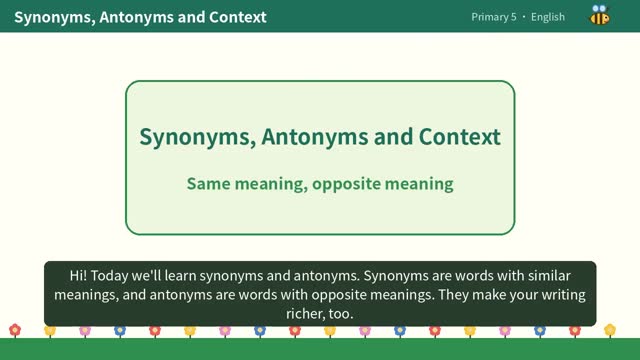 Synonyms, Antonyms and Context
Primary 5 • English
Synonyms, Antonyms and Context
Same meaning, opposite meaning
Hi! Today we'll learn synonyms and antonyms. Synonyms are words with similar
meanings, and antonyms are words with opposite meanings. They make your writing
richer, too.